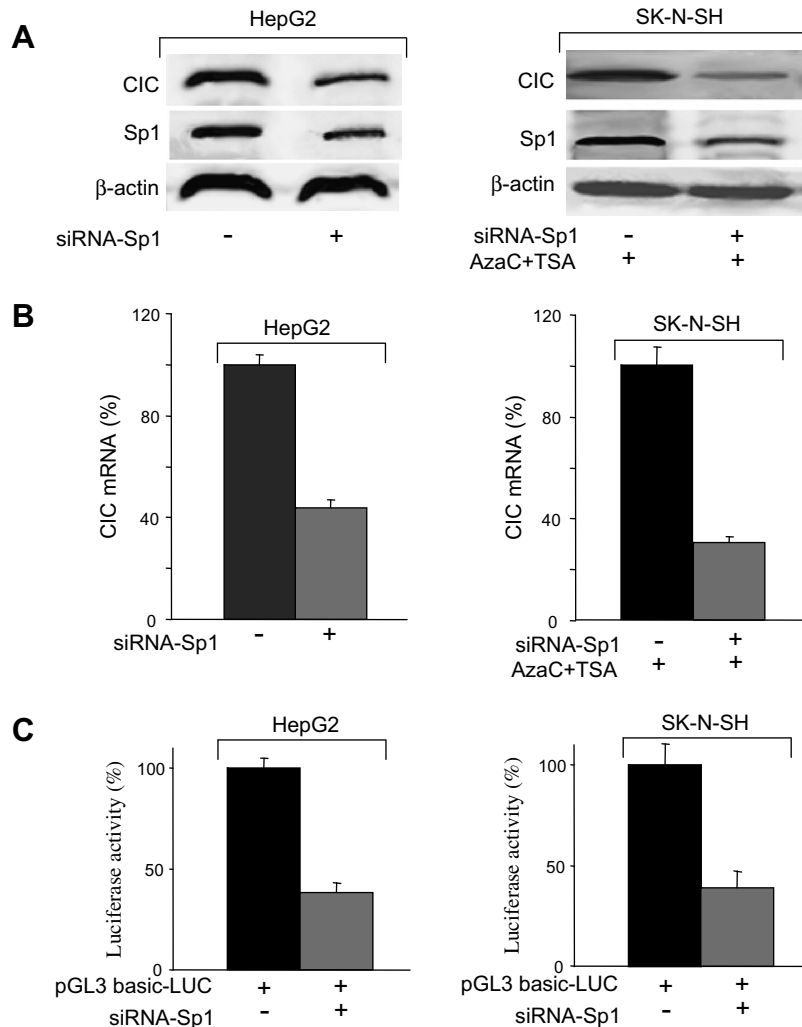 A
HepG2
CIC
Sp1
β-actin
siRNA-Sp1 - +
SK-N-SH
CIC
Sp1
β-actin
siRNA-Sp1 - +
AzaC+TSA + +
B
HepG2
CIC mRNA (%)
120
80
40
0
siRNA-Sp1 - +
SK-N-SH
CIC mRNA (%)
120
80
40
0
siRNA-Sp1 - +
AzaC+TSA + +
C
HepG2
Luciferase activity (%)
100
50
0
pGL3 basic-LUC + +
siRNA-Sp1 - +
SK-N-SH
Luciferase activity (%)
100
50
0
pGL3 basic-LUC + +
siRNA-Sp1 - +